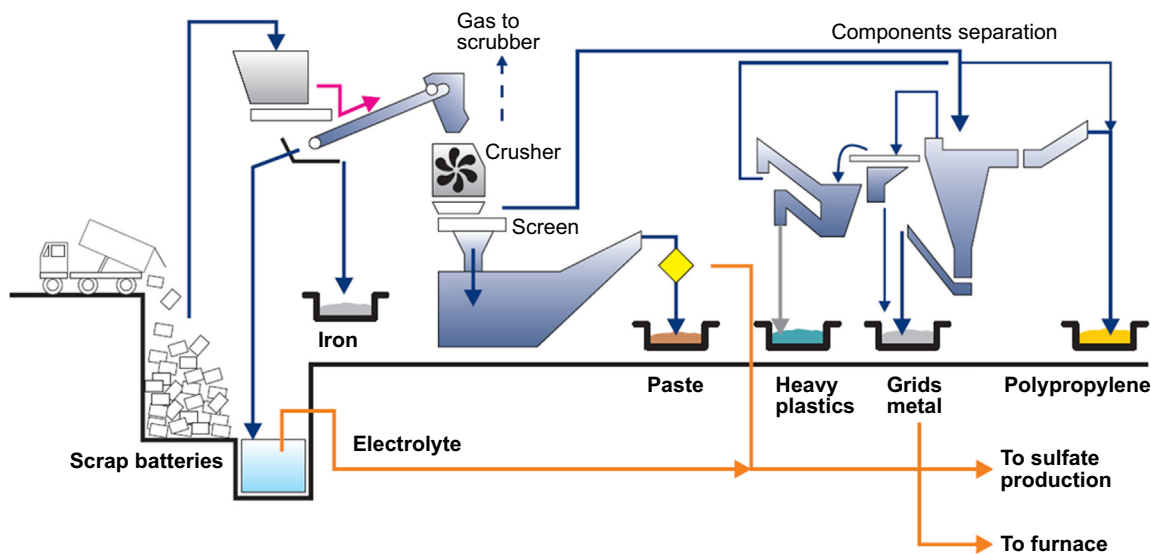 Gas to
scrubber
Components separation
Crusher
Screen
Iron
Paste
Heavy
plastics
Grids
metal
Polypropylene
Scrap batteries
Electrolyte
To sulfate
production
To furnace